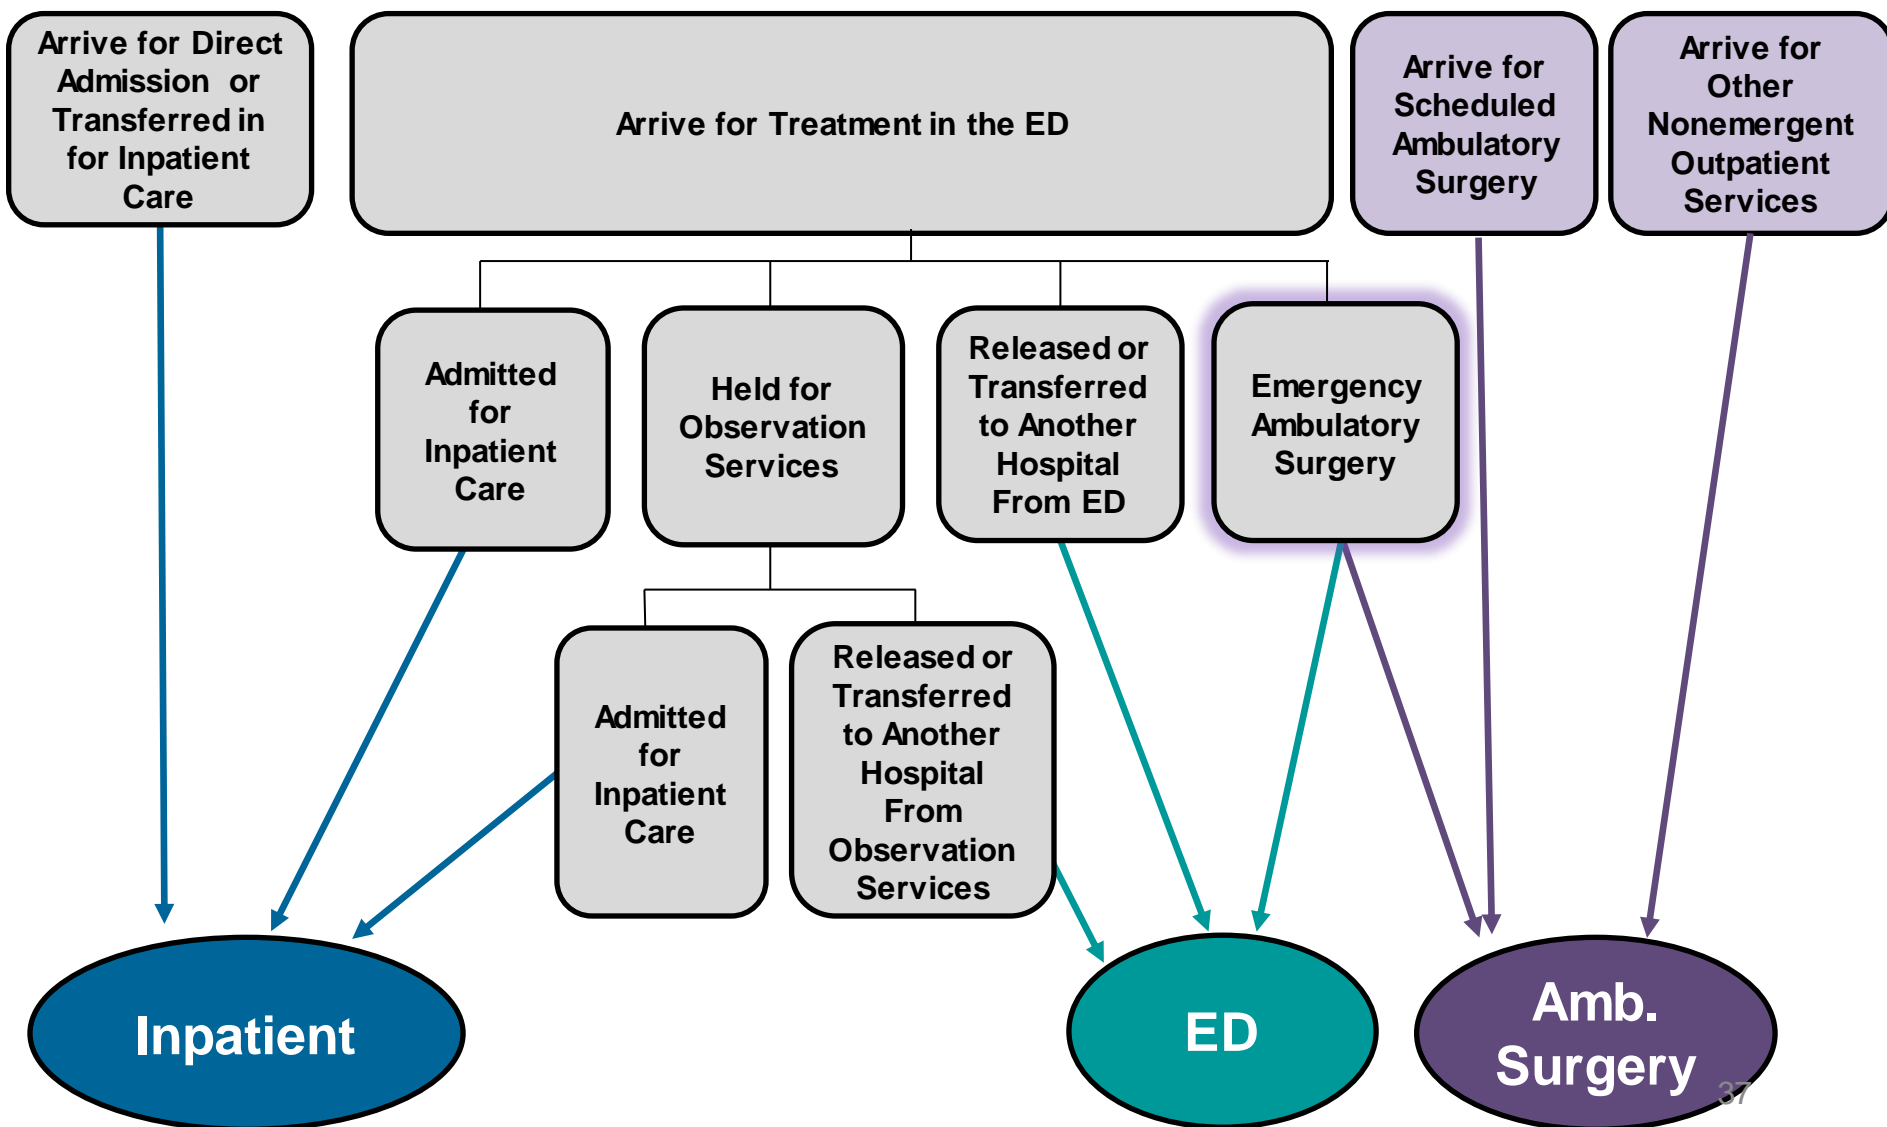 Arrive for Direct
Admission or
Transferred in
for Inpatient
Care
Arrive for Treatment in the ED
Arrive for
Scheduled
Ambulatory
Surgery
Arrive for
Other
Nonemergent
Outpatient
Services
Admitted
for
Inpatient
Care
Held for
Observation
Services
Released or
Transferred
to Another
Hospital
From ED
Emergency
Ambulatory
Surgery
Admitted
for
Inpatient
Care
Released or
Transferred
to Another
Hospital
From
Observation
Services
Inpatient
ED
Amb.
Surgery
37